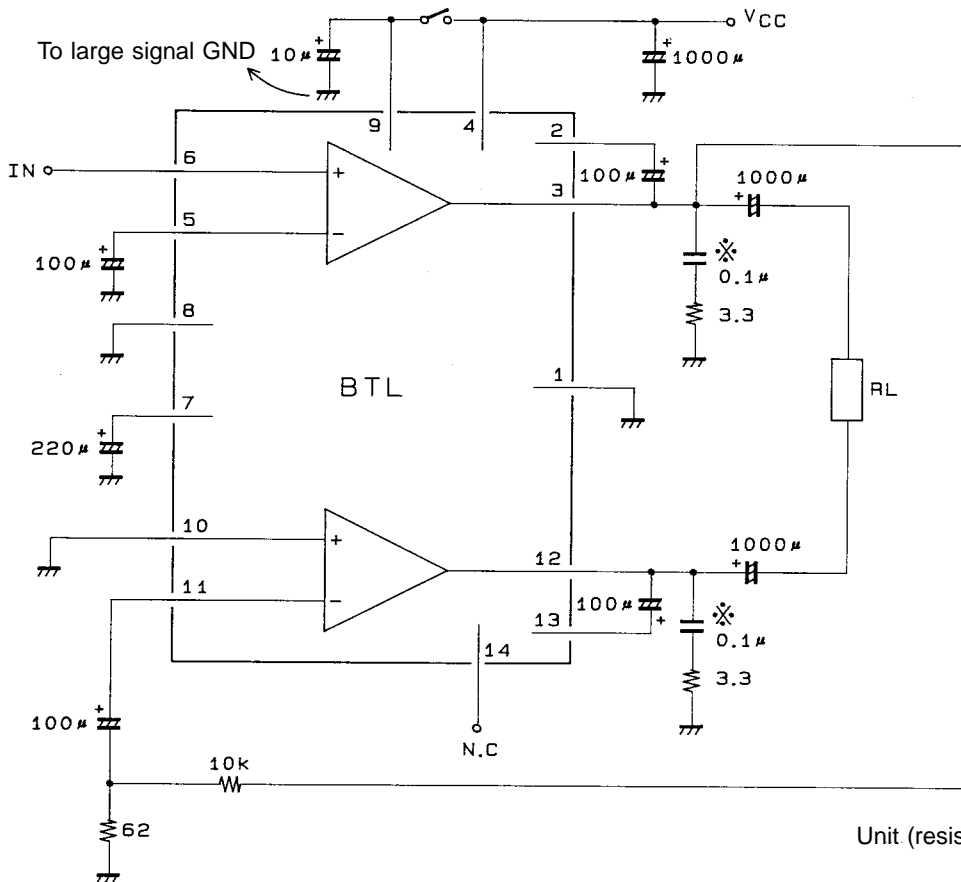 VCC
To large signal GND
10µ
+
+
1000µ
9
4
2
IN
6
+
100µ
+
3
1000µ
+
5
−
+
100µ
※
0.1µ
3.3
8
1
BTL
RL
7
+
220µ
10
+
12
1000µ
+
11
−
100µ
+
13
※
0.1µ
3.3
14
+
100µ
N.C
10k
62
Unit (resis